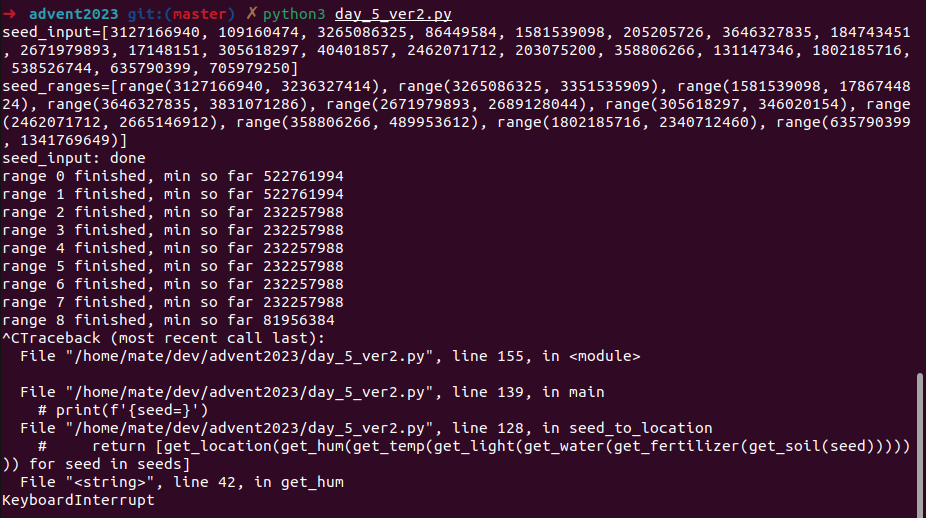 ➜ advent2023 git:(master) ✗ python3 day_5_ver2.py
seed_input=[3127166940, 109160474, 3265086325, 86449584, 1581539098, 205205726, 3646327835, 184743451
, 2671979893, 17148151, 305618297, 40401857, 2462071712, 203075200, 358806266, 131147346, 1802185716,
 538526744, 635790399, 705979250]
seed_ranges=[range(3127166940, 3236327414), range(3265086325, 3351535909), range(1581539098, 17867448
24), range(3646327835, 3831071286), range(2671979893, 2689128044), range(305618297, 346020154), range
(2462071712, 2665146912), range(358806266, 489953612), range(1802185716, 2340712460), range(635790399
, 1341769649)]
seed_input: done
range 0 finished, min so far 522761994
range 1 finished, min so far 522761994
range 2 finished, min so far 232257988
range 3 finished, min so far 232257988
range 4 finished, min so far 232257988
range 5 finished, min so far 232257988
range 6 finished, min so far 232257988
range 7 finished, min so far 232257988
range 8 finished, min so far 81956384
^CTraceback (most recent call last):
  File "/home/mate/dev/advent2023/day_5_ver2.py", line 155, in <module>

  File "/home/mate/dev/advent2023/day_5_ver2.py", line 139, in main
    # print(f'{seed=}')
  File "/home/mate/dev/advent2023/day_5_ver2.py", line 128, in seed_to_location
    #     return [get_location(get_hum(get_temp(get_light(get_water(get_fertilizer(get_soil(seed)))))
)) for seed in seeds]
  File "<string>", line 42, in get_hum
KeyboardInterrupt